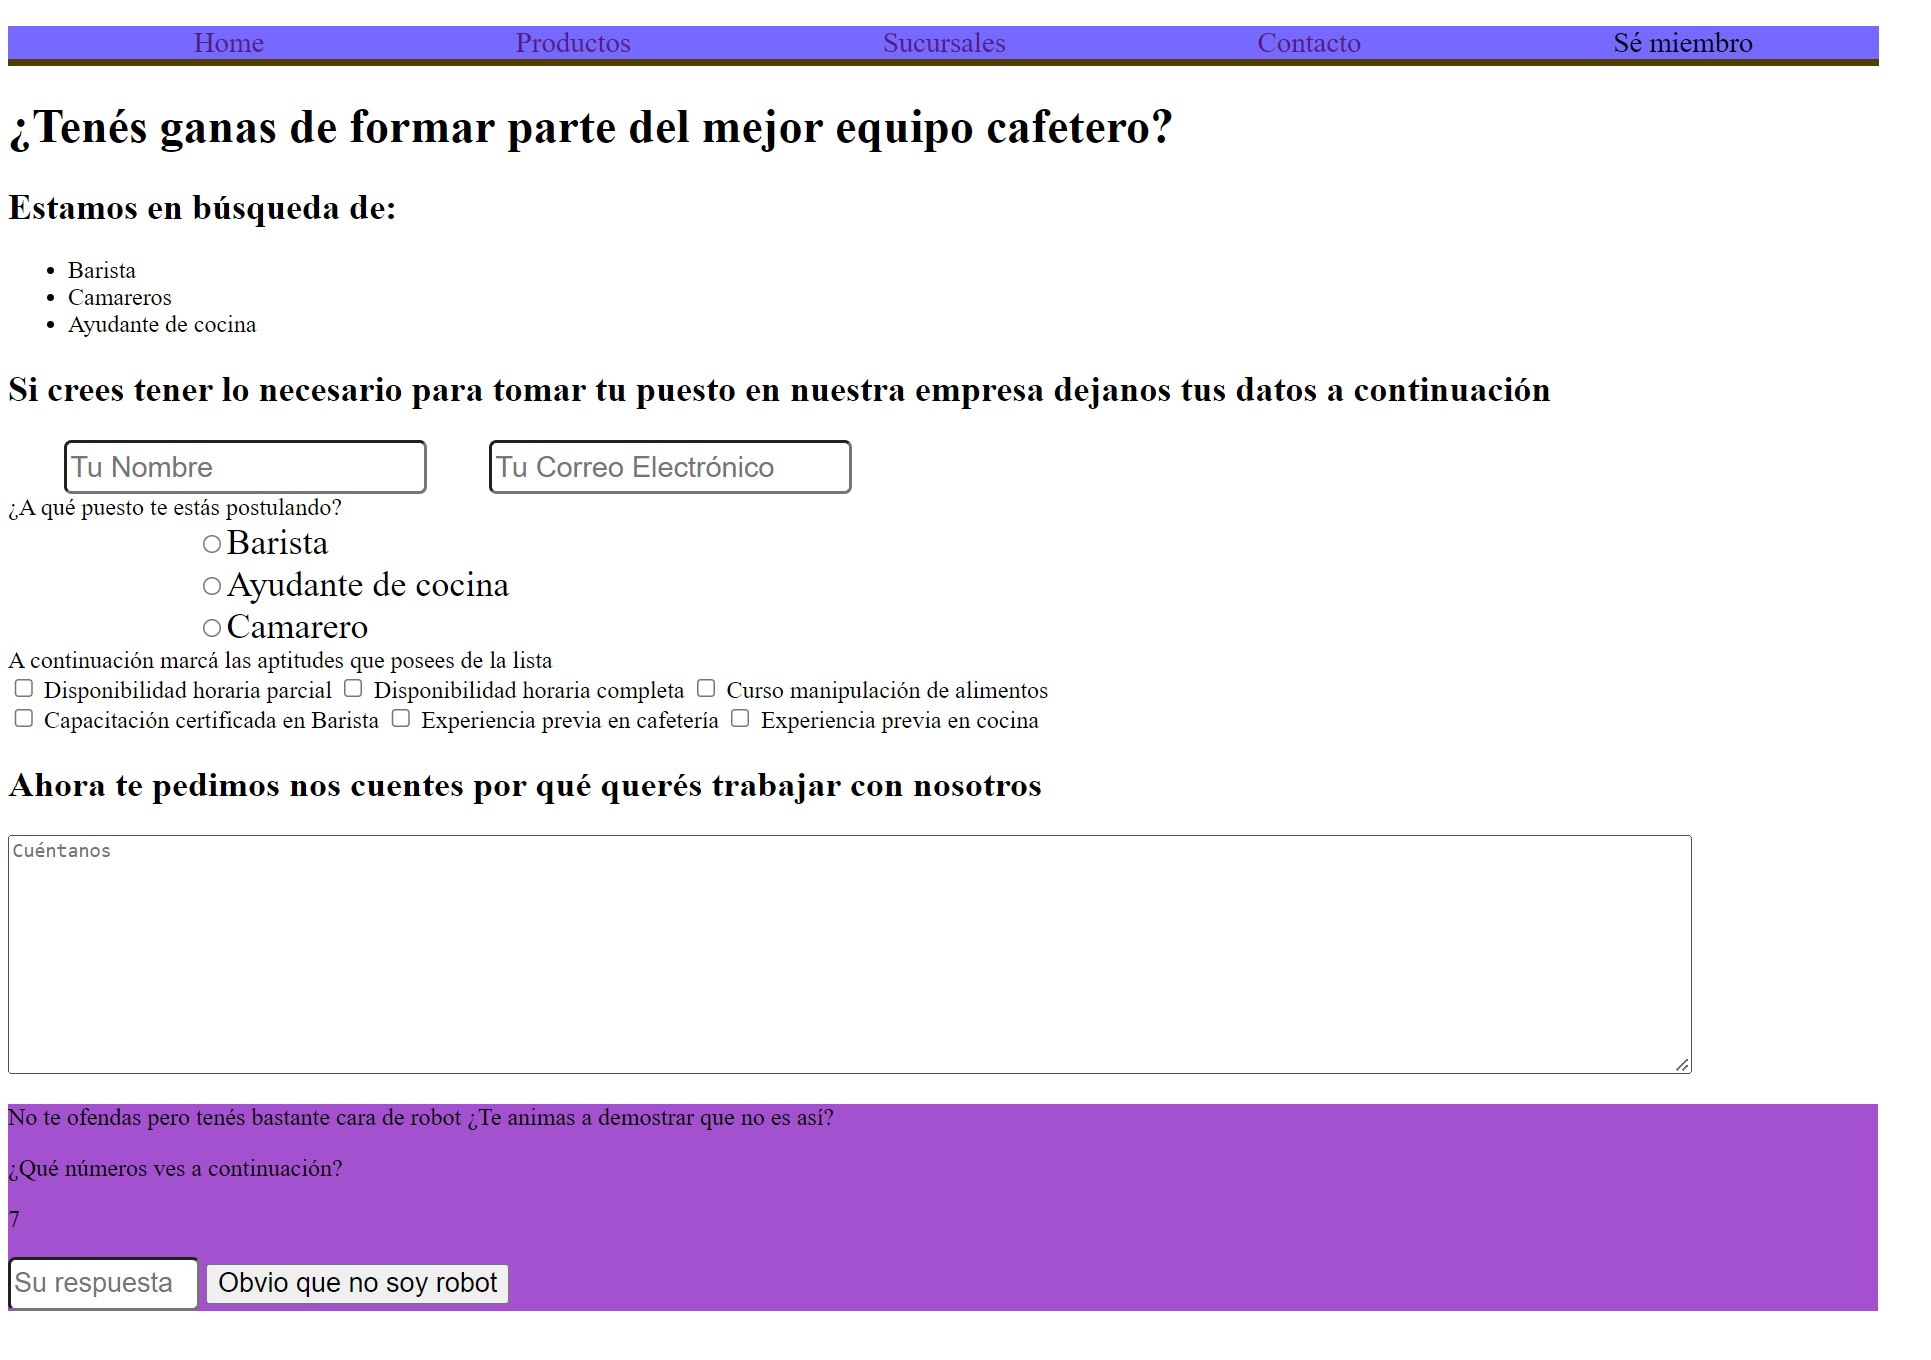 Home Productos Sucursales Contacto Sé miembro
¿Tenés ganas de formar parte del mejor equipo cafetero?
Estamos en búsqueda de:
Barista
Camareros
Ayudante de cocina
Si crees tener lo necesario para tomar tu puesto en nuestra empresa dejanos tus datos a continuación
Tu Nombre Tu Correo Electrónico
¿A qué puesto te estás postulando?
Barista
Ayudante de cocina
Camarero
A continuación marcá las aptitudes que posees de la lista
Disponibilidad horaria parcial Disponibilidad horaria completa Curso manipulación de alimentos
Capacitación certificada en Barista Experiencia previa en cafetería Experiencia previa en cocina
Ahora te pedimos nos cuentes por qué querés trabajar con nosotros
Cuéntanos
No te ofendas pero tenés bastante cara de robot ¿Te animas a demostrar que no es así?
¿Qué números ves a continuación?
7
Su respuesta Obvio que no soy robot